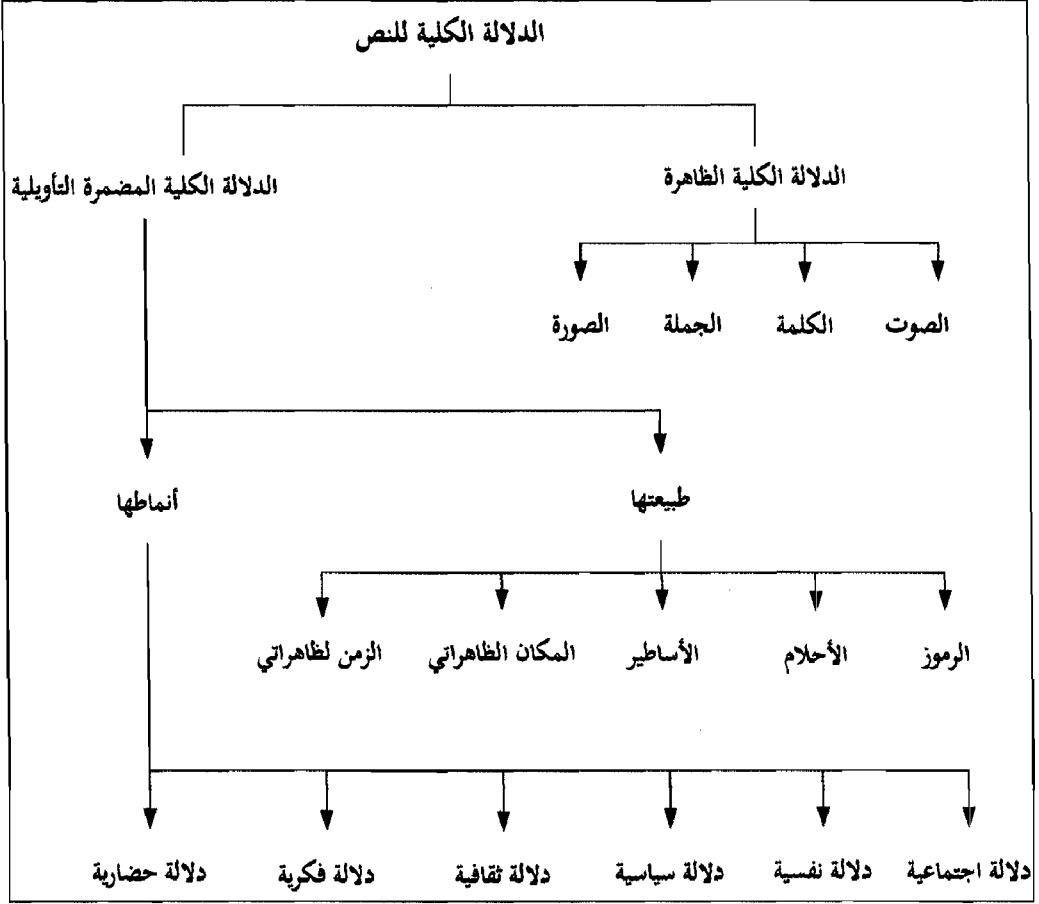 الدلالة الكلية للنص
الدلالة الكلية الظاهرة
الدلالة الكلية المضمرة التأويلية
الصوت
الكلمة
الجملة
الصورة
طبيعتها
أنماطها
الرموز
الأحلام
الأساطير
المكان الظاهراتي
الزمن لظاهراتي
دلالة اجتماعية
دلالة نفسية
دلالة سياسية
دلالة ثقافية
دلالة فكرية
دلالة حضارية